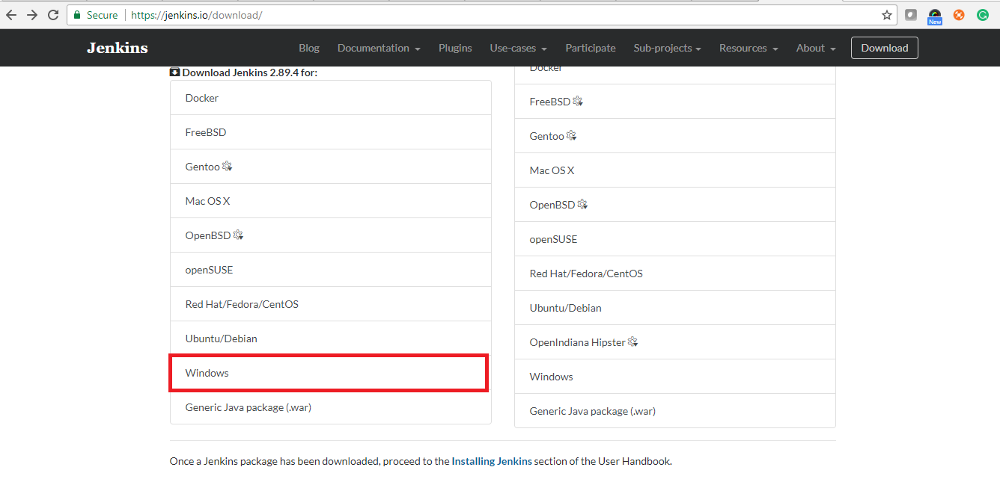 Secure https://jenkins.io/download/
New
Jenkins Blog Documentation Plugins Use-cases Participate Sub-projects Resources About Download
Download Jenkins 2.89.4 for:
Docker
FreeBSD
Gentoo
Mac OS X
OpenBSD
openSUSE
Red Hat/Fedora/CentOS
Ubuntu/Debian
Windows
Generic Java package (.war)
Docker
FreeBSD
Gentoo
Mac OS X
OpenBSD
openSUSE
Red Hat/Fedora/CentOS
Ubuntu/Debian
OpenIndiana Hipster
Windows
Generic Java package (.war)
Once a Jenkins package has been downloaded, proceed to the Installing Jenkins section of the User Handbook.